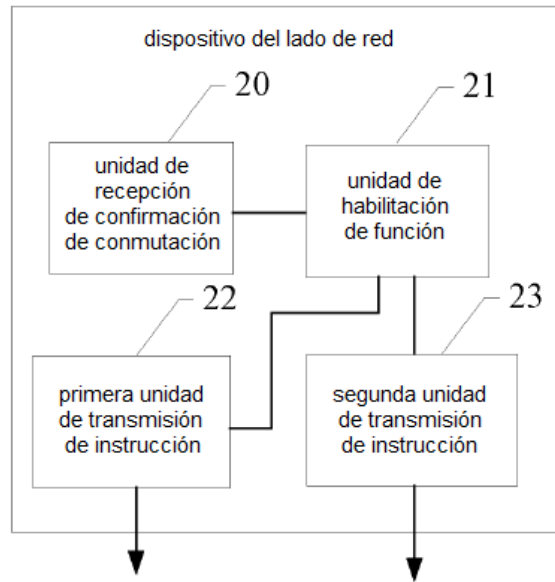 dispositivo del lado de red
20
21
unidad de
recepción
de confirmación
de conmutación
unidad de
habilitación
de función
22
23
primera unidad
de transmisión
de instrucción
segunda unidad
de transmisión
de instrucción